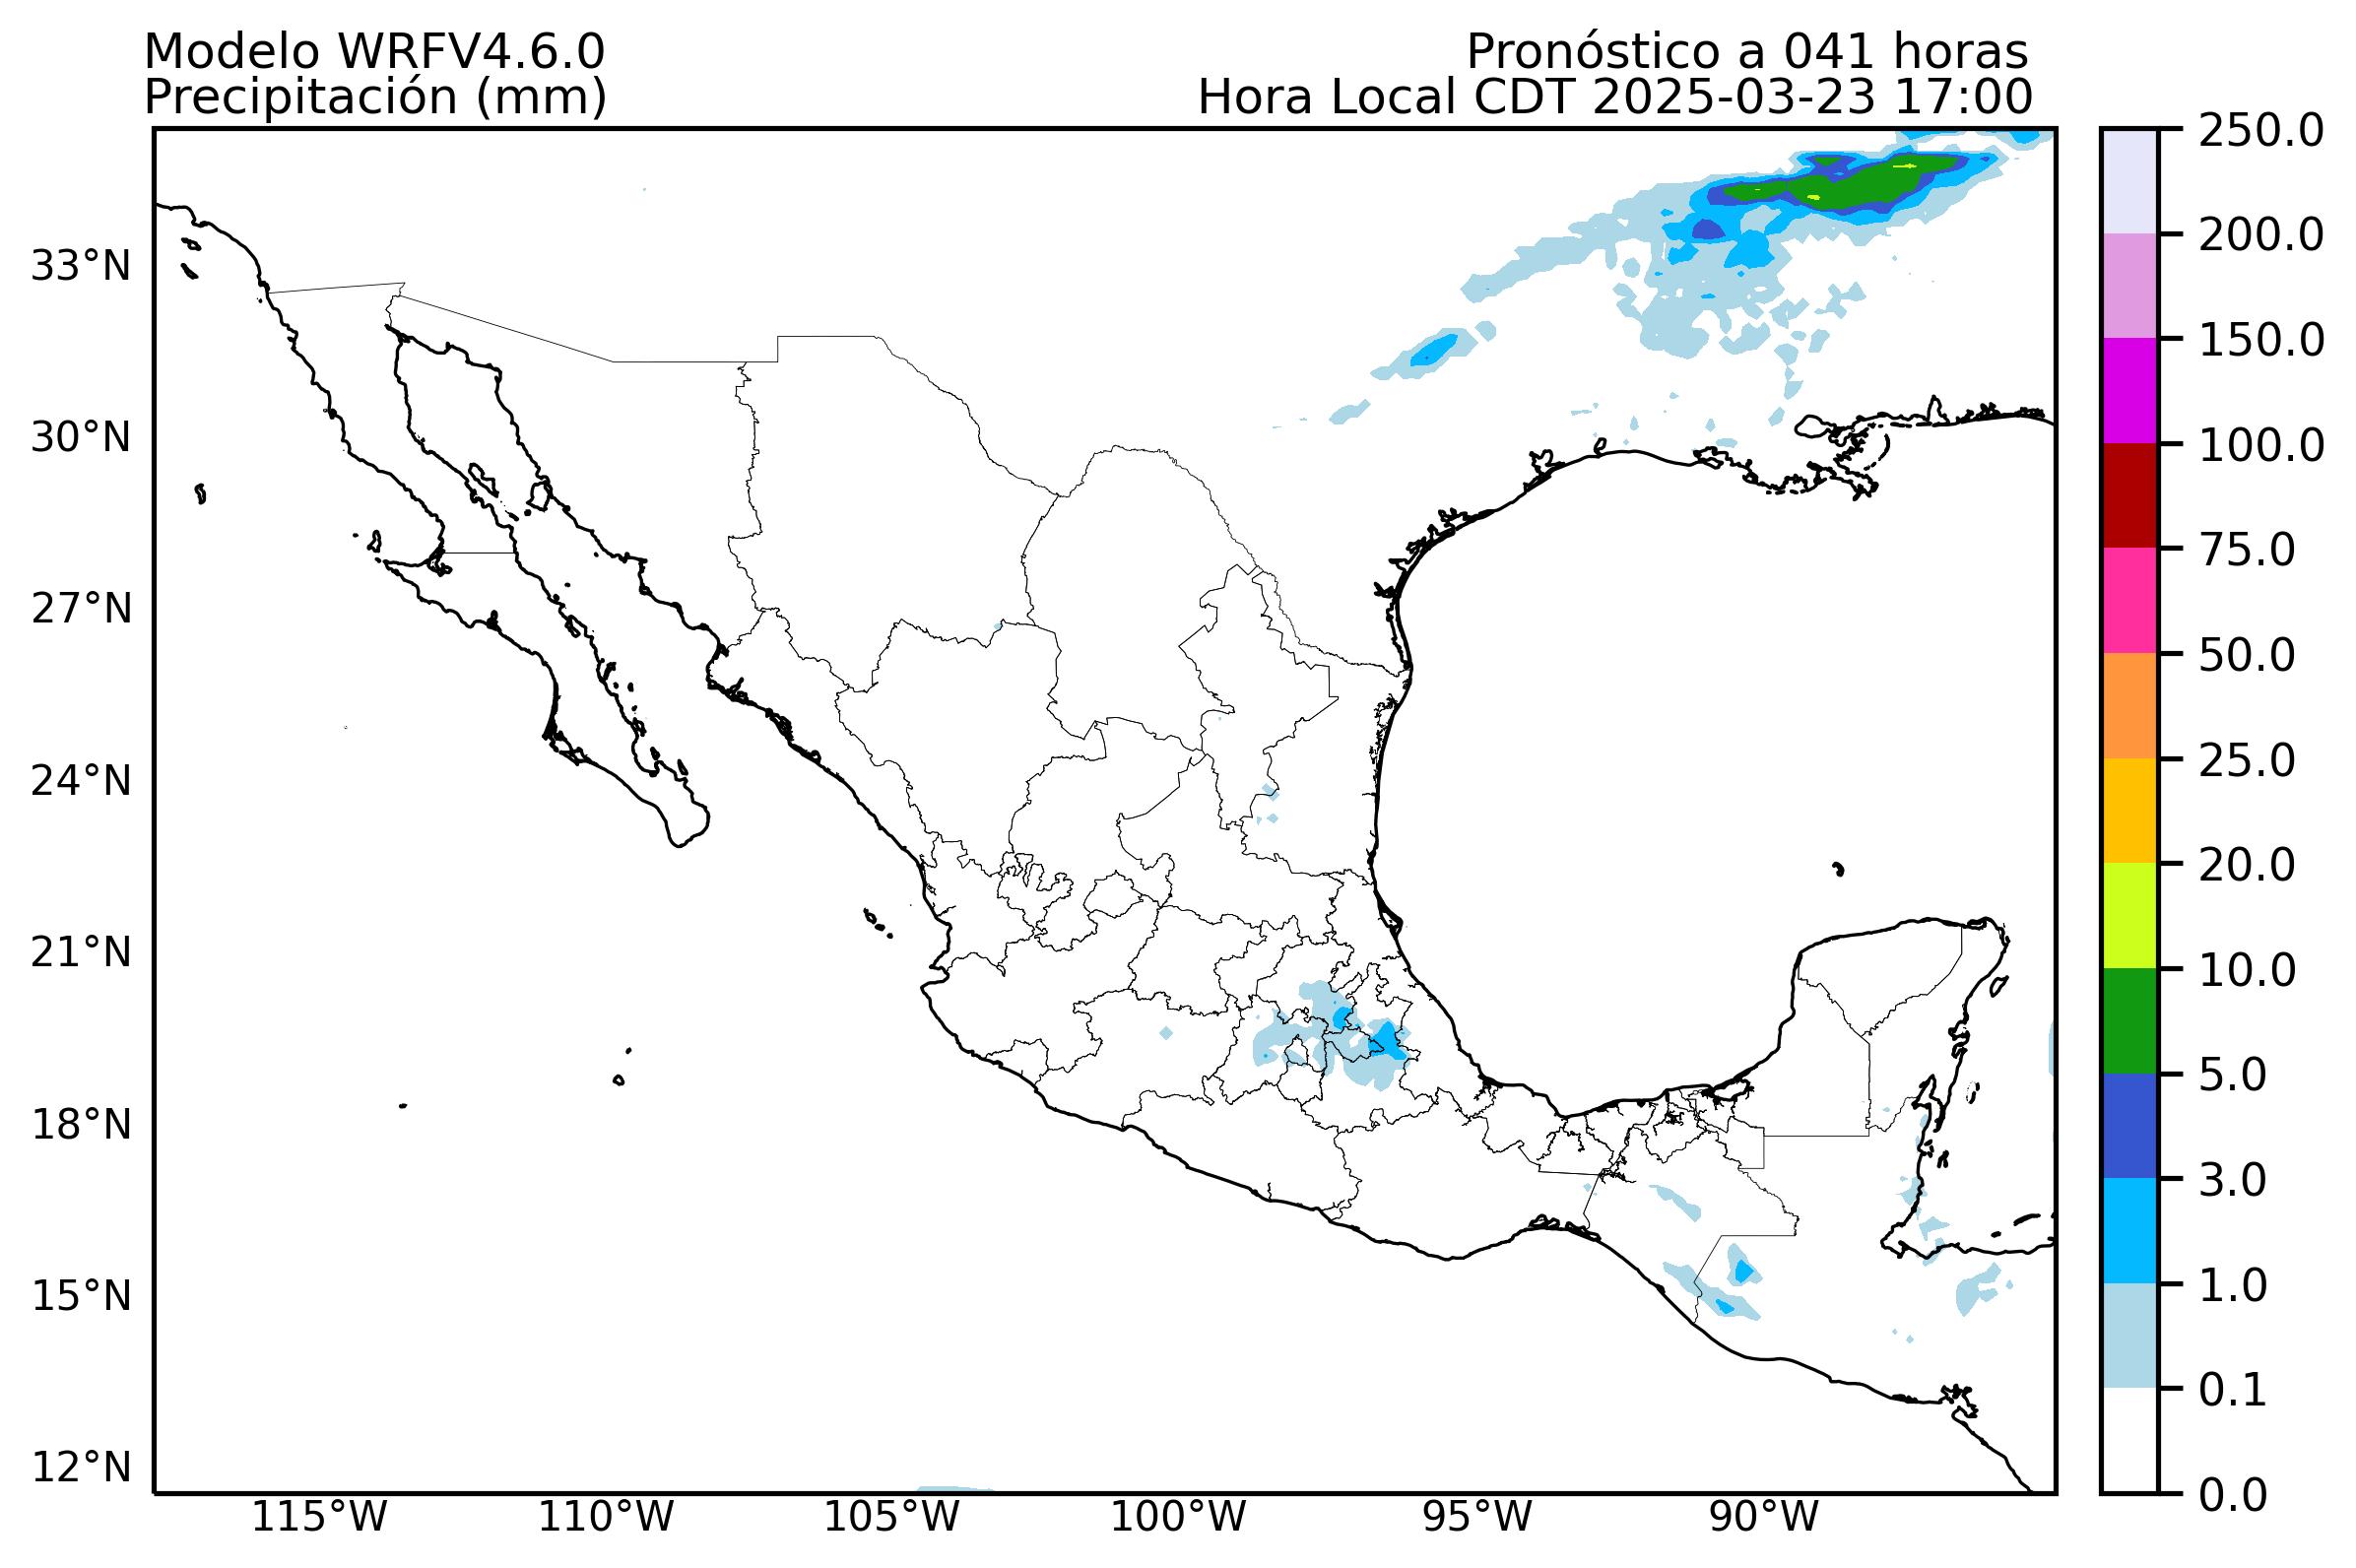 Modelo WRFV4.6.0
Precipitación (mm)
Pronóstico a 041 horas
Hora Local CDT 2025-03-23 17:00
33°N
30°N
27°N
24°N
21°N
18°N
15°N
12°N
115°W
110°W
105°W
100°W
95°W
90°W
250.0
200.0
150.0
100.0
75.0
50.0
25.0
20.0
10.0
5.0
3.0
1.0
0.1
0.0